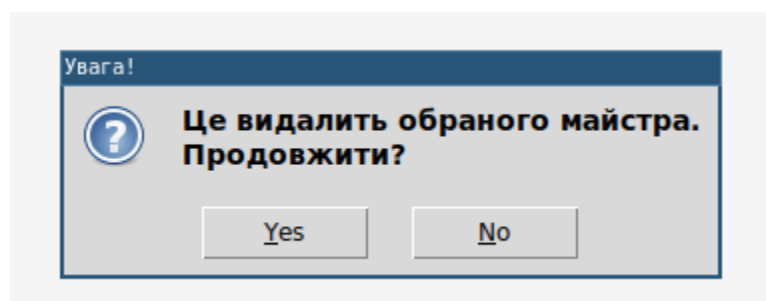 Увага!
Це видалить обраного майстра.
Продовжити?
Yes
No